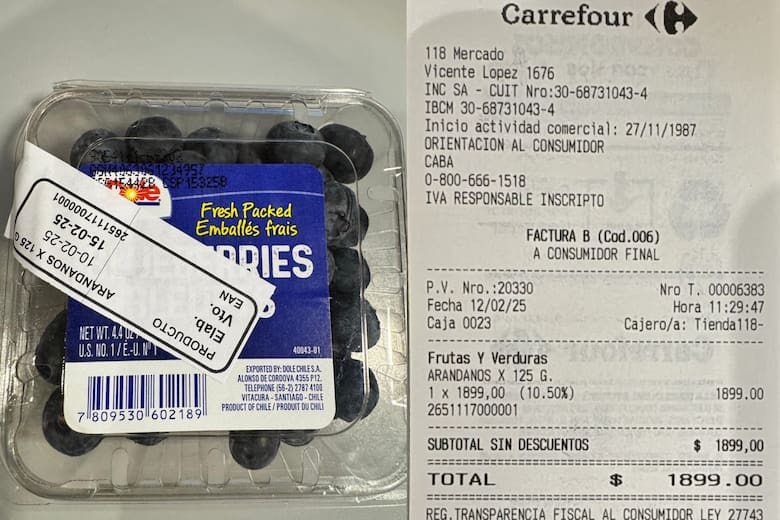 Fresh Packed
Emballés frais
RRIES
NET WT. 4.4 OZ
U.S. NO. 1 / E.-U. Nº 1
40043-01
EXPORTED: DOLE CHILE S.A.
ALONSO DE CORDOVA 4355 P12.
TELEPHONE (56-2) 2787 4100
VITACURA - SANTIAGO - CHILE
PRODUCT OF CHILE / PRODUIT DU CHILI
7 809530 602189
PRODUCTO
ARANDANOS X 125 G
Elab. 10-02-25
Vto. 15-02-25
EAN 2651117000001
Carrefour
118 Mercado
Vicente Lopez 1676
INC SA - CUIT Nro:30-68731043-4
IBCM 30-68731043-4
Inicio actividad comercial: 27/11/1987
ORIENTACION AL CONSUMIDOR
CABA
0-800-666-1518
IVA RESPONSABLE INSCRIPTO
FACTURA B (Cod.006)
A CONSUMIDOR FINAL
P.V. Nro.:20330 Nro T. 00006383
Fecha 12/02/25 Hora 11:29:47
Caja 0023 Cajero/a: Tienda118-
Frutas Y Verduras
ARANDANOS X 125 G.
1 x 1899,00 (10.50%) 1899.00
2651117000001
SUBTOTAL SIN DESCUENTOS $ 1899,00
TOTAL $ 1899.00
REG.TRANSPARENCIA FISCAL AL CONSUMIDOR LEY 27743